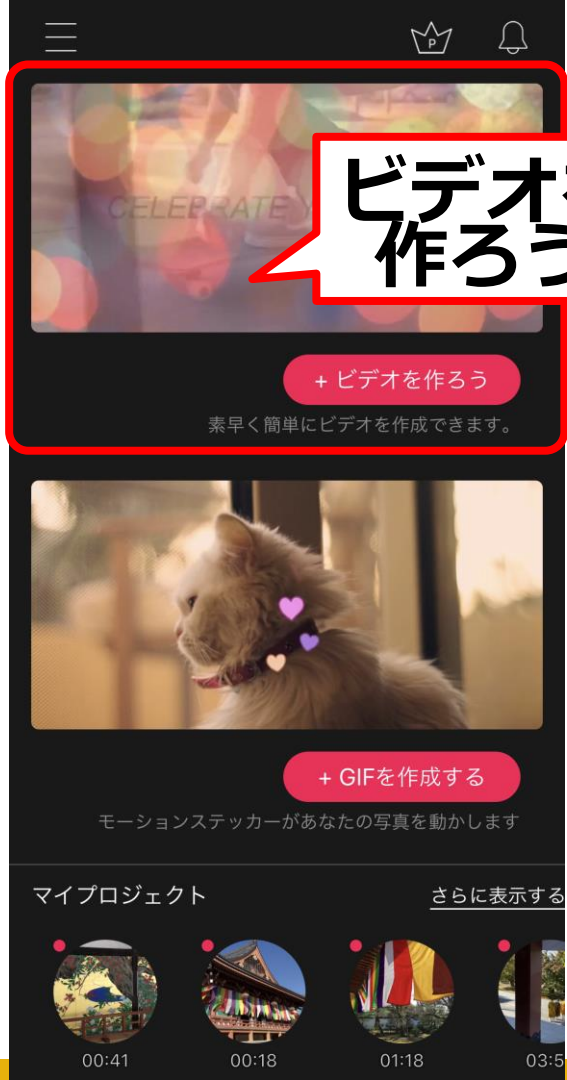 P
CELEBRATE
ビデオを
作ろう
+ ビデオを作ろう
素早く簡単にビデオを作成できます。
+ GIFを作成する
モーションステッカーがあなたの写真を動かします
マイプロジェクト
さらに表示する
00:41
00:18
01:18
03:5